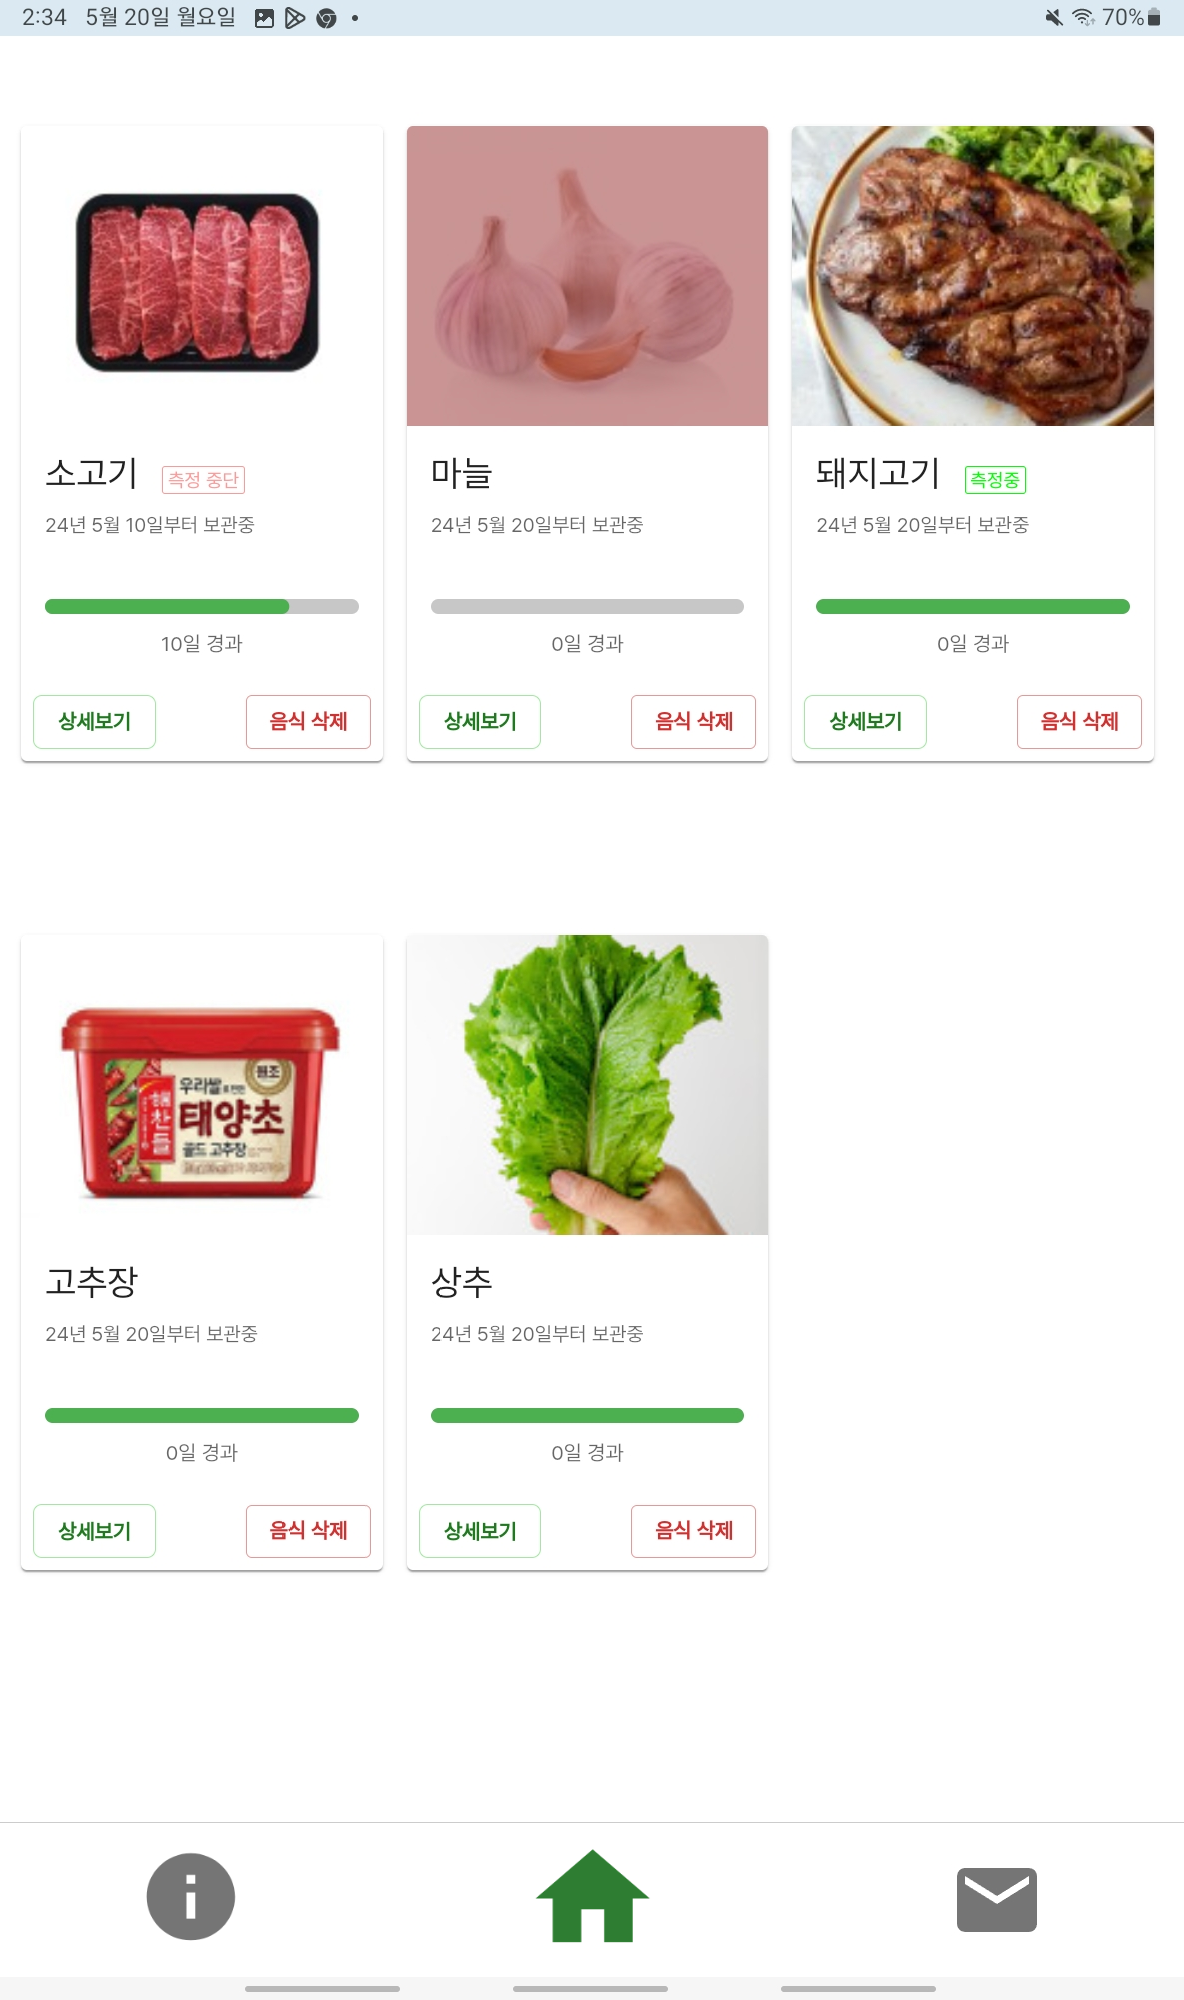 2:34 5월 20일 월요일
70%
소고기 측정 중단
24년 5월 10일부터 보관중
10일 경과
상세보기 음식 삭제
마늘
24년 5월 20일부터 보관중
0일 경과
상세보기 음식 삭제
돼지고기 측정중
24년 5월 20일부터 보관중
0일 경과
상세보기 음식 삭제
원조
우리쌀로 만든
해찬들
태양초
골드 고추장
고추장
24년 5월 20일부터 보관중
0일 경과
상세보기 음식 삭제
상추
24년 5월 20일부터 보관중
0일 경과
상세보기 음식 삭제